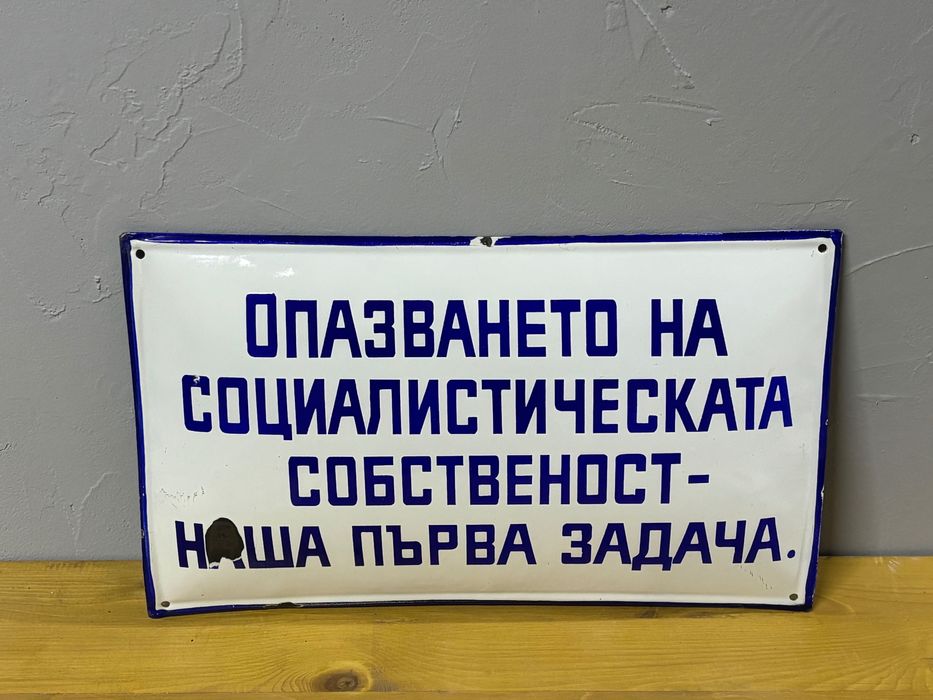 ОПАЗВАНЕТО НА
СОЦИАЛИСТИЧЕСКАТА
СОБСТВЕНОСТ-
НАША ПЪРВА ЗАДАЧА.